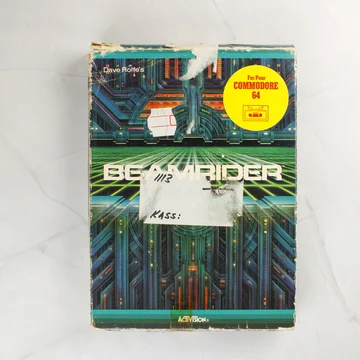 Dave Rolfe's
For Your
COMMODORE
64
BEAMRIDER
1113
KASS:
ACTIVISION